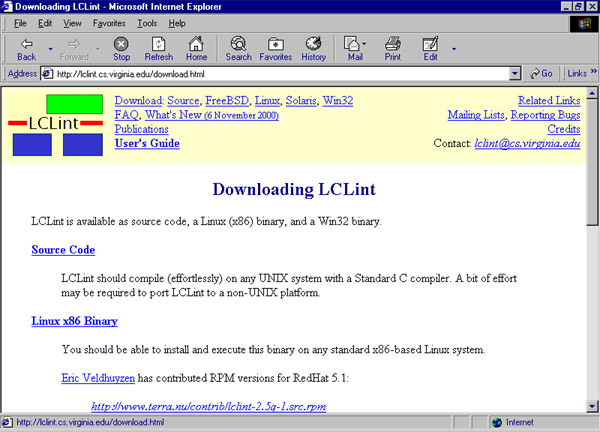 Downloading LCLint - Microsoft Internet Explorer
File Edit View Favorites Tools Help
Back Forward Stop Refresh Home Search Favorites History Mail Print Edit
Address http://lclint.cs.virginia.edu/download.html Go Links »
LCLint
Download: Source, FreeBSD, Linux, Solaris, Win32 Related Links
FAQ, What's New (6 November 2000) Mailing Lists, Reporting Bugs
Publications Credits
User's Guide Contact: lclint@cs.virginia.edu
Downloading LCLint
LCLint is available as source code, a Linux (x86) binary, and a Win32 binary.
Source Code
LCLint should compile (effortlessly) on any UNIX system with a Standard C compiler. A bit of effort
may be required to port LCLint to a non-UNIX platform.
Linux x86 Binary
You should be able to install and execute this binary on any standard x86-based Linux system.
Eric Veldhuyzen has contributed RPM versions for RedHat 5.1:
http://www.terra.nu/contrib/lclint-2.5q-1.src.rpm
http://lclint.cs.virginia.edu/download.html Internet